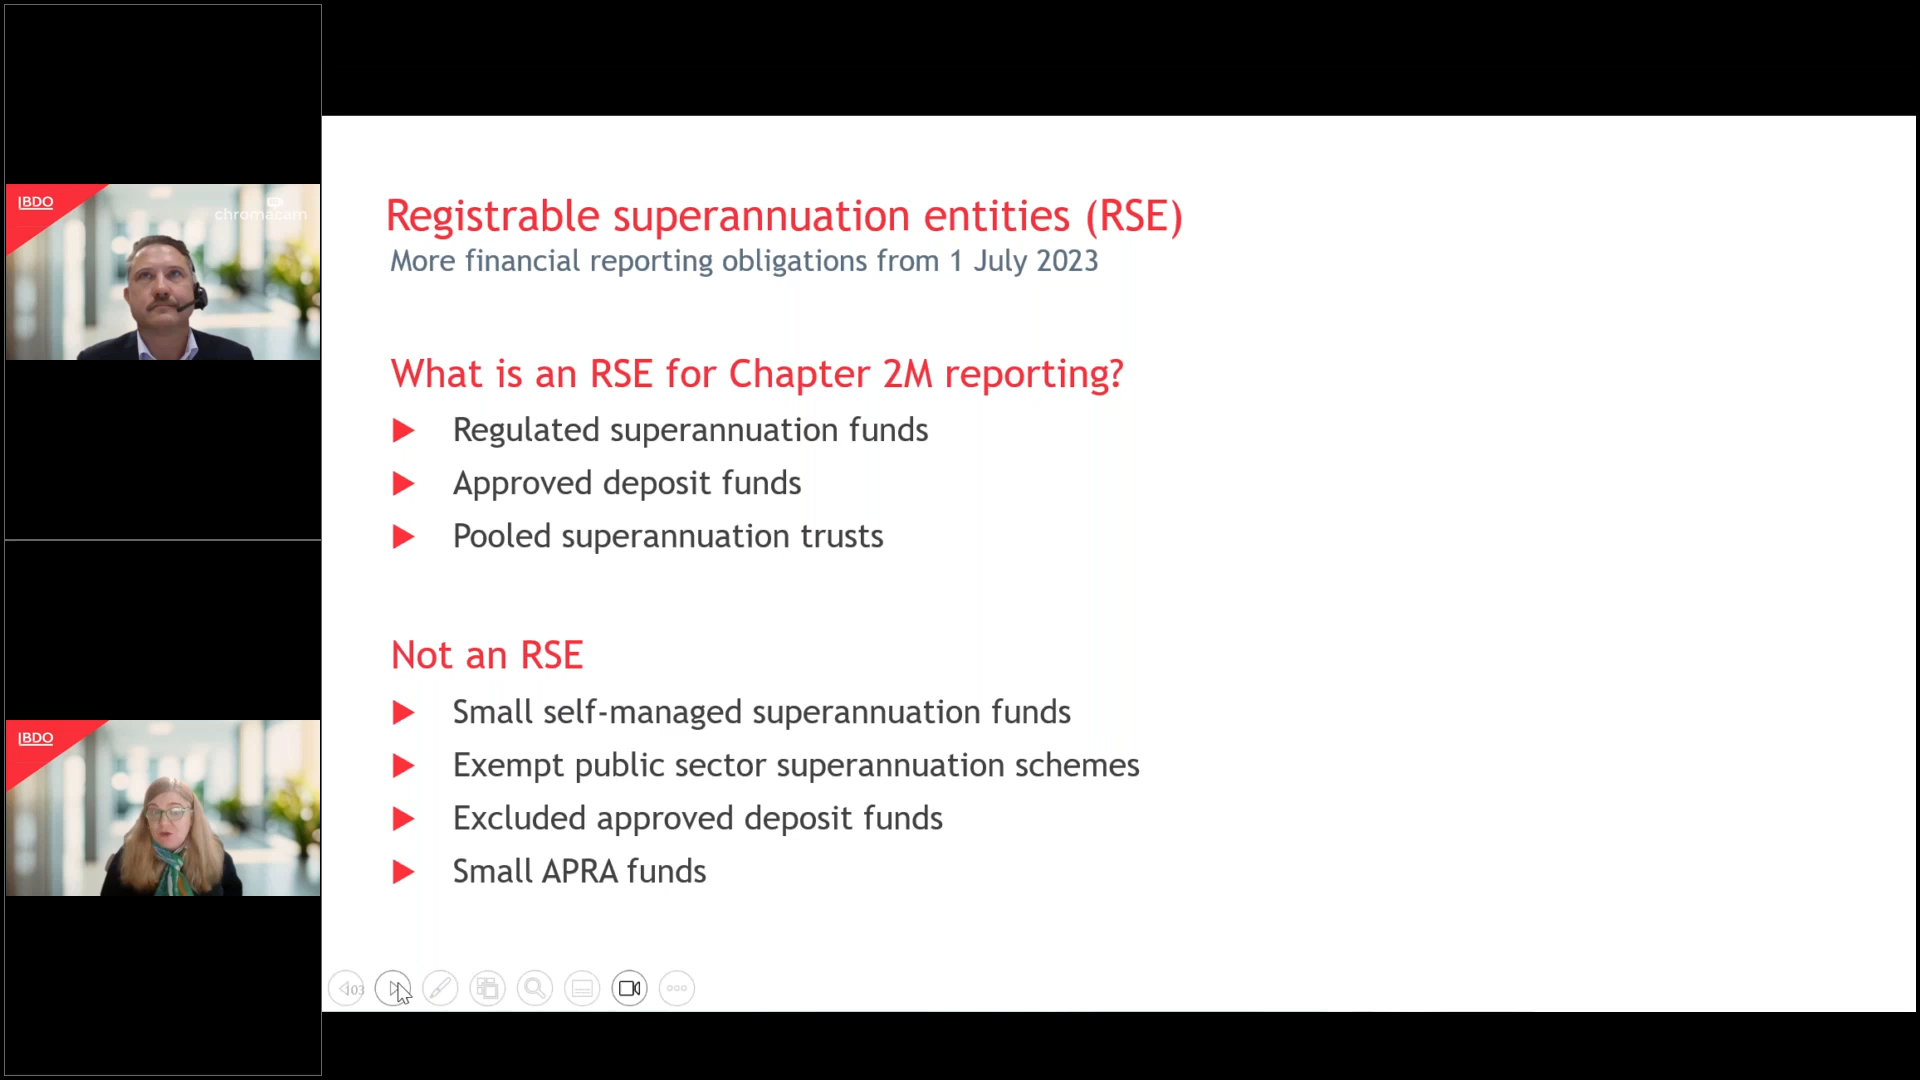 BDO
chromacam
BDO
Registrable superannuation entities (RSE)
More financial reporting obligations from 1 July 2023
What is an RSE for Chapter 2M reporting?
Regulated superannuation funds
Approved deposit funds
Pooled superannuation trusts
Not an RSE
Small self-managed superannuation funds
Exempt public sector superannuation schemes
Excluded approved deposit funds
Small APRA funds
103